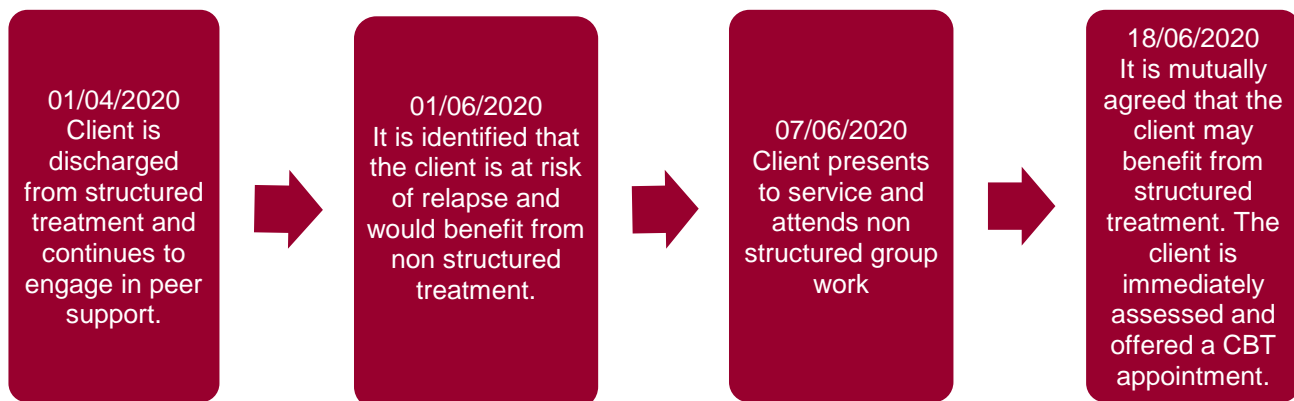 01/04/2020
Client is
discharged
from structured
treatment and
continues to
engage in peer
support.
01/06/2020
It is identified that
the client is at risk
of relapse and
would benefit from
non structured
treatment.
07/06/2020
Client presents
to service and
attends non
structured group
work
18/06/2020
It is mutually
agreed that the
client may
benefit from
structured
treatment. The
client is
immediately
assessed and
offered a CBT
appointment.